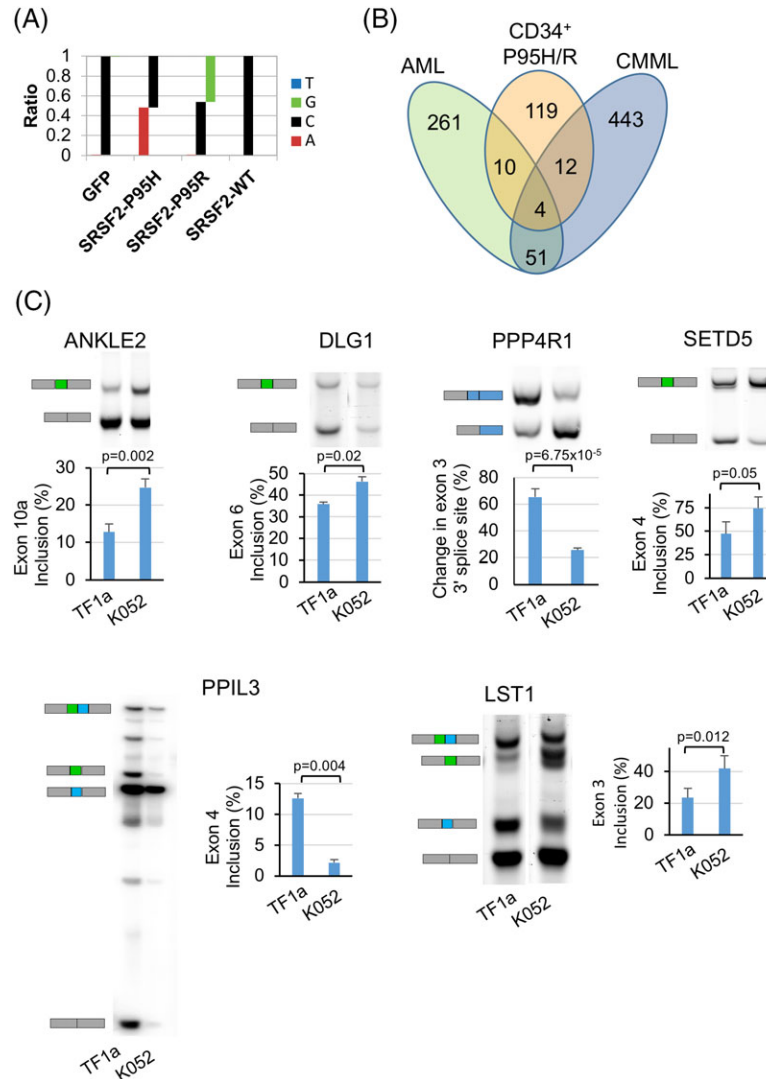 (A)
Ratio
1
0.8
0.6
0.4
0.2
0
GFP
SRSF2-P95H
SRSF2-P95R
SRSF2-WT
T
G
C
A
(B)
CD34+
P95H/R
AML
CMML
261
119
443
10
12
4
51
(C)
ANKLE2
p=0.002
Exon 10a
Inclusion (%)
30
20
10
0
TF1a
K052
DLG1
p=0.02
Exon 6
Inclusion (%)
50
40
30
20
10
0
TF1a
K052
PPP4R1
p=6.75x10-5
Change in exon 3
3' splice site (%)
80
60
40
20
0
TF1a
K052
SETD5
p=0.05
Exon 4
Inclusion (%)
75
50
25
0
TF1a
K052
PPIL3
TF1a
K052
p=0.004
Exon 4
Inclusion (%)
15
10
5
0
TF1a
K052
LST1
TF1a
K052
p=0.012
Exon 3
Inclusion (%)
40
20
0
TF1a
K052